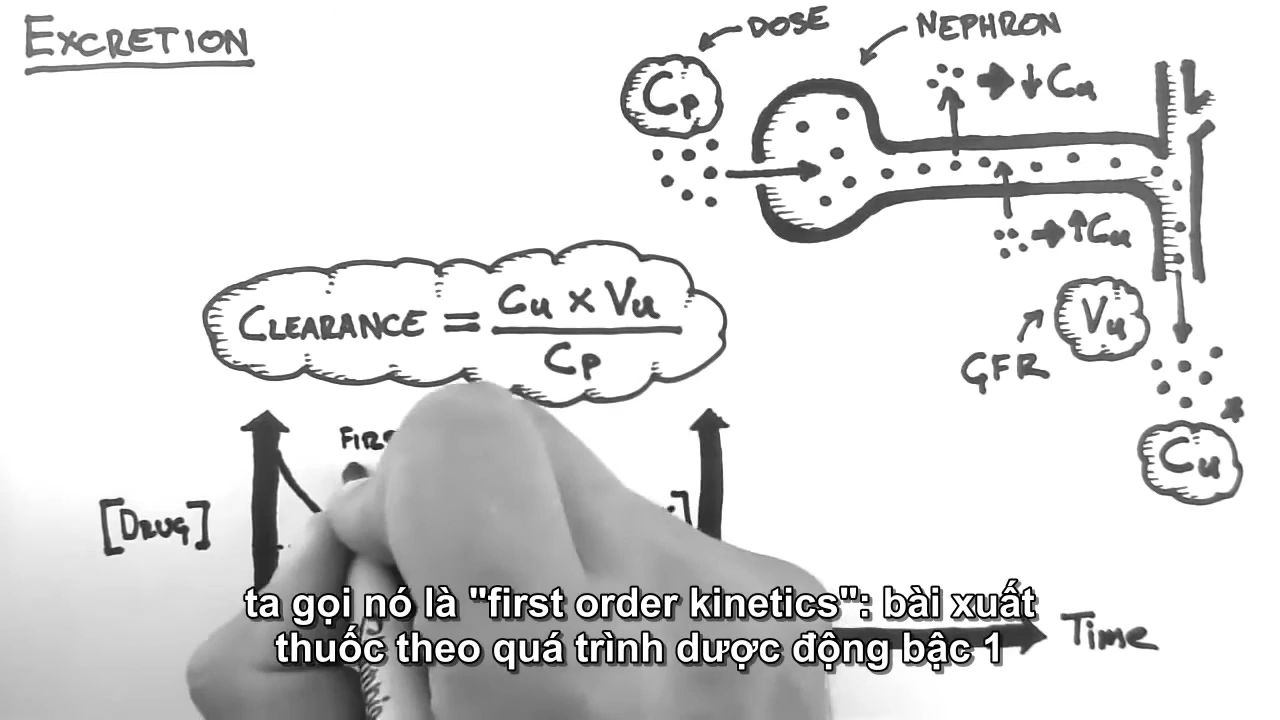 EXCRETION
DOSE
NEPHRON
Cp
↓Cu
↑Cu
CLEARANCE = Cu x Vu
Cp
Vu
GFR
Cu
[DRUG]
Time
ta gọi nó là "first order kinetics": bài xuất
thuốc theo quá trình dược động bậc 1